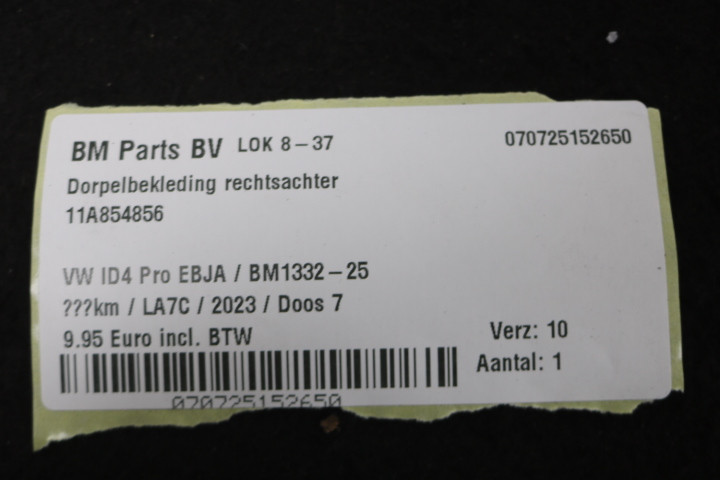 BM Parts BV LOK 8-37 070725152650
Dorpelbekleding rechtsachter
11A854856
VW ID4 Pro EBJA / BM1332-25
???km / LA7C / 2023 / Doos 7
9.95 Euro incl. BTW
Verz: 10
Aantal: 1
070725152650